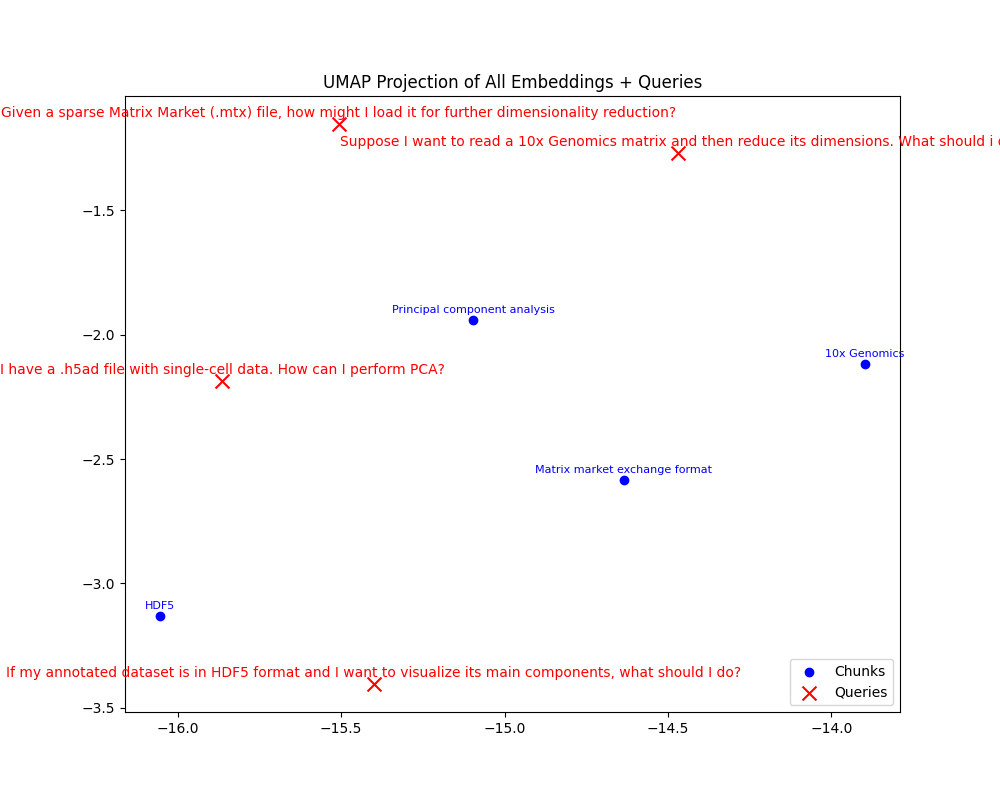 UMAP Projection of All Embeddings + Queries
Given a sparse Matrix Market (.mtx) file, how might I load it for further dimensionality reduction?
Suppose I want to read a 10x Genomics matrix and then reduce its dimensions. What should i
−1.5
Principal component analysis
−2.0
10x Genomics
I have a .h5ad file with single-cell data. How can I perform PCA?
−2.5
Matrix market exchange format
−3.0
HDF5
If my annotated dataset is in HDF5 format and I want to visualize its main components, what should I do?
−3.5
Chunks
Queries
−16.0 −15.5 −15.0 −14.5 −14.0